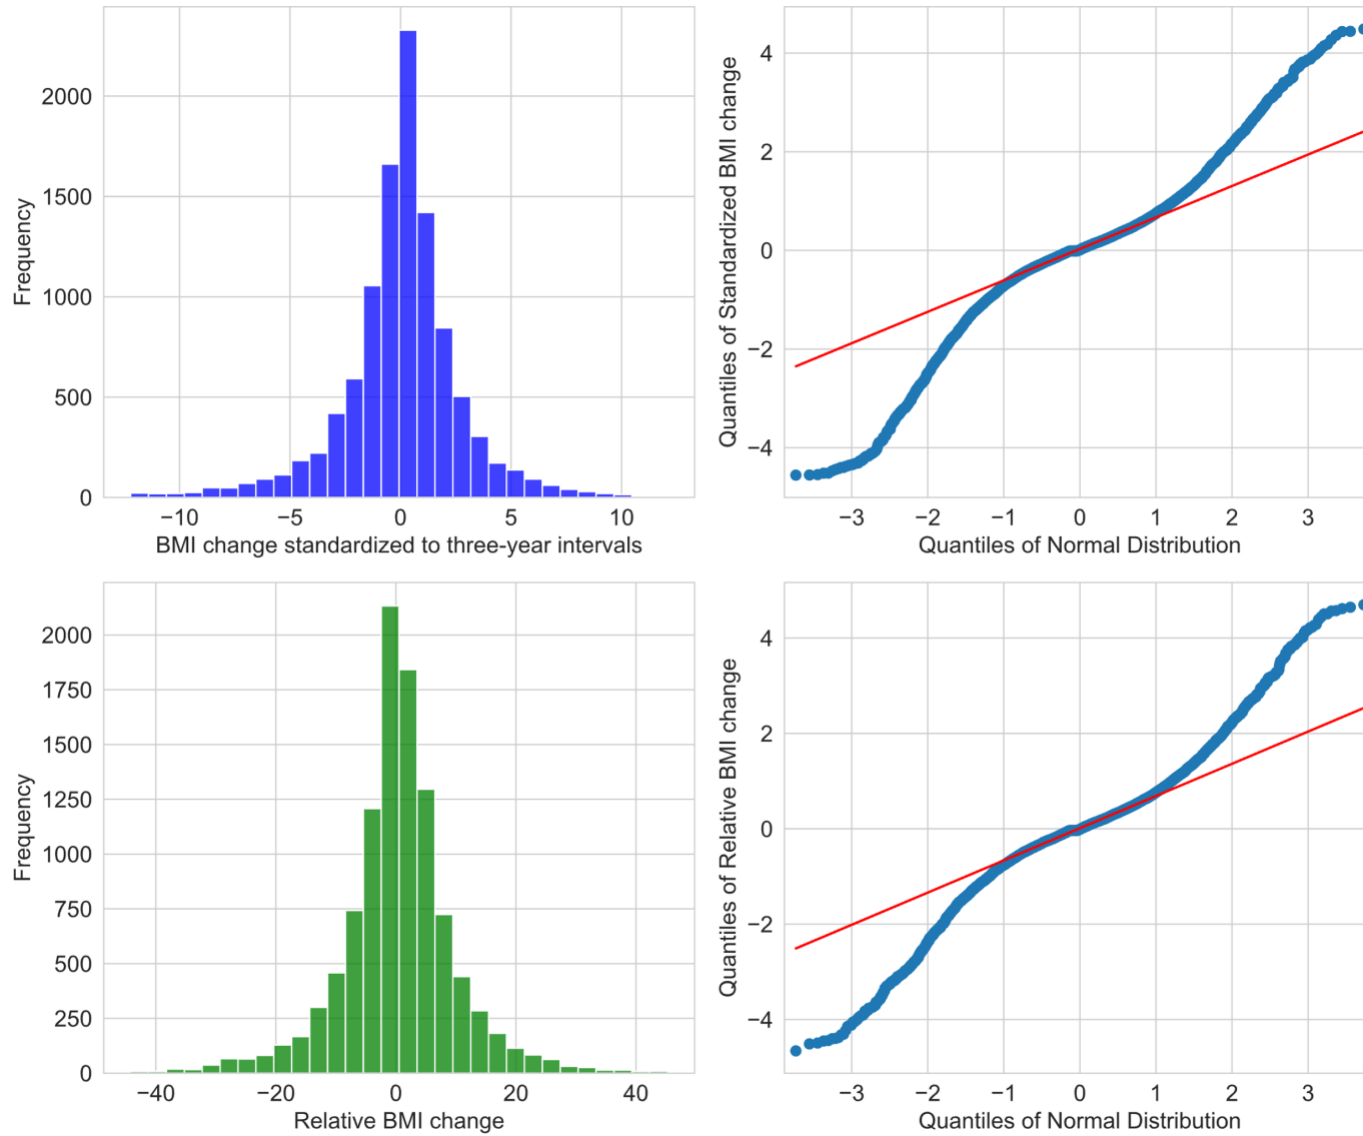 2000
1500
1000
500
0
Frequency
−10 −5 0 5 10
BMI change standardized to three-year intervals
4
2
0
−2
−4
Quantiles of Standardized BMI change
−3 −2 −1 0 1 2 3
Quantiles of Normal Distribution
2000
1750
1500
1250
1000
750
500
250
0
Frequency
−40 −20 0 20 40
Relative BMI change
4
2
0
−2
−4
Quantiles of Relative BMI change
−3 −2 −1 0 1 2 3
Quantiles of Normal Distribution